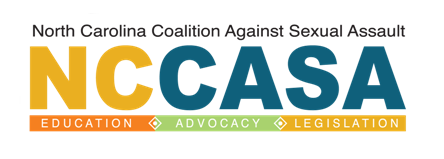 North Carolina Coalition Against Sexual Assault
NCCASA
EDUCATION ADVOCACY LEGISLATION